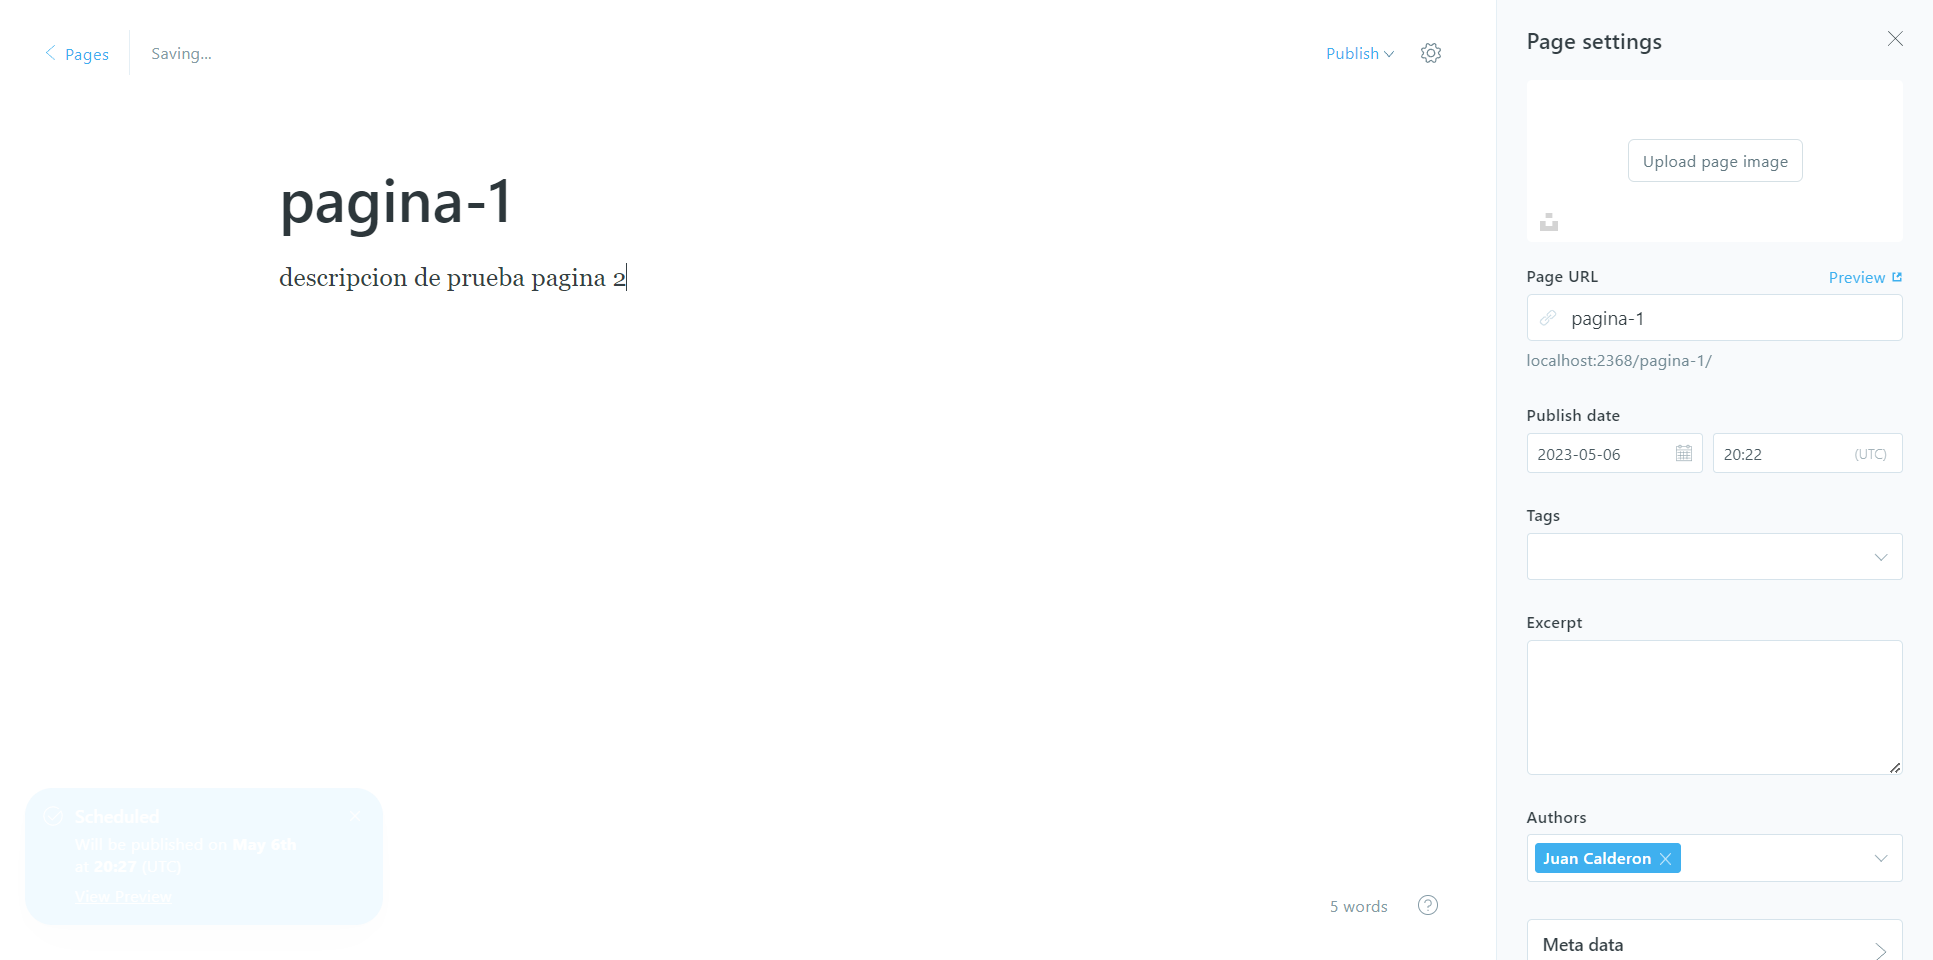 Pages
Saving...
Publish
pagina-1
descripcion de prueba pagina 2
Scheduled
Will be published on May 6th
at 20:27 (UTC)
View Preview
5 words
Page settings
Upload page image
Page URL
Preview
pagina-1
localhost:2368/pagina-1/
Publish date
2023-05-06
20:22
(UTC)
Tags
Excerpt
Authors
Juan Calderon
Meta data